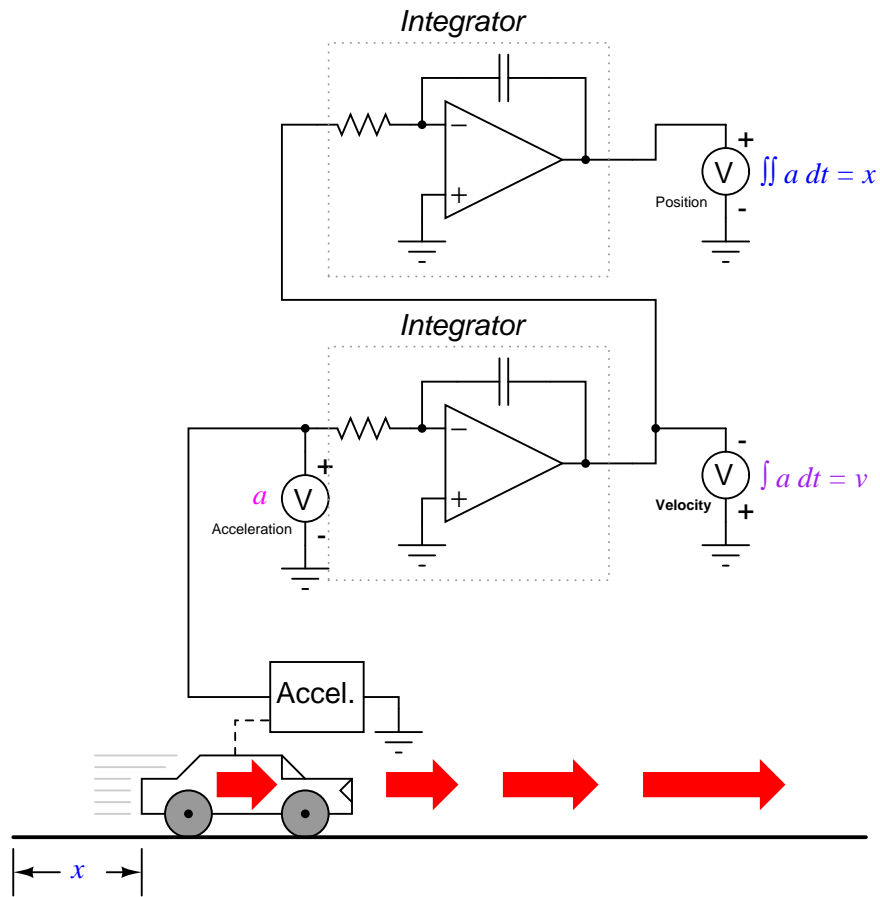 Integrator
−
+
+
V
∫∫ a dt = x
Position
-
Integrator
−
+
-
V
∫ a dt = v
Velocity
+
+
a
V
Acceleration
-
Accel.
x